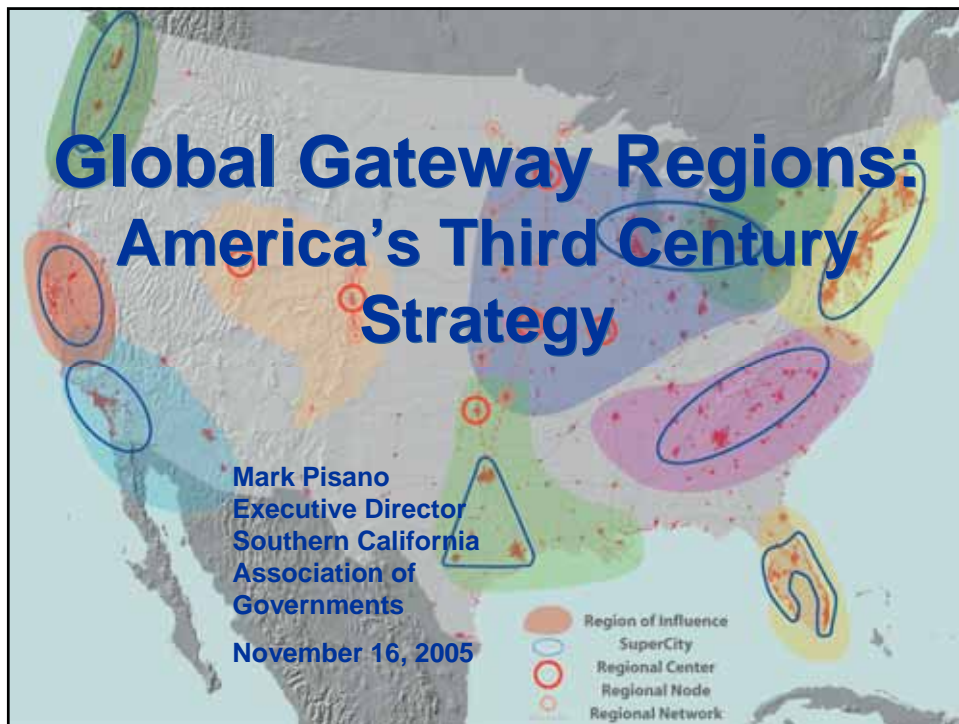 Global Gateway Regions:
America's Third Century
Strategy
Mark Pisano
Executive Director
Southern California
Association of
Governments
November 16, 2005
Region of Influence
SuperCity
Regional Center
Regional Node
Regional Network